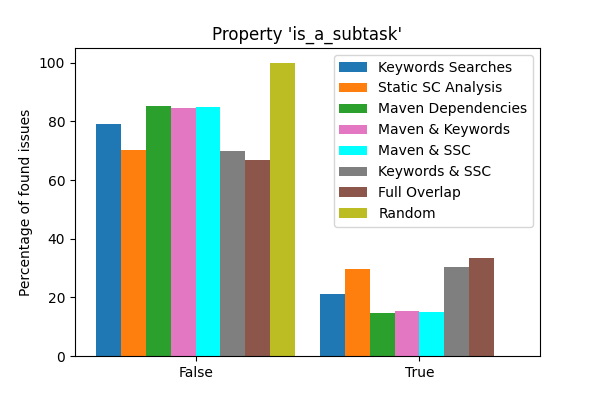 Property 'is_a_subtask'
Percentage of found issues
100
80
60
40
20
0
False
True
Keywords Searches
Static SC Analysis
Maven Dependencies
Maven & Keywords
Maven & SSC
Keywords & SSC
Full Overlap
Random